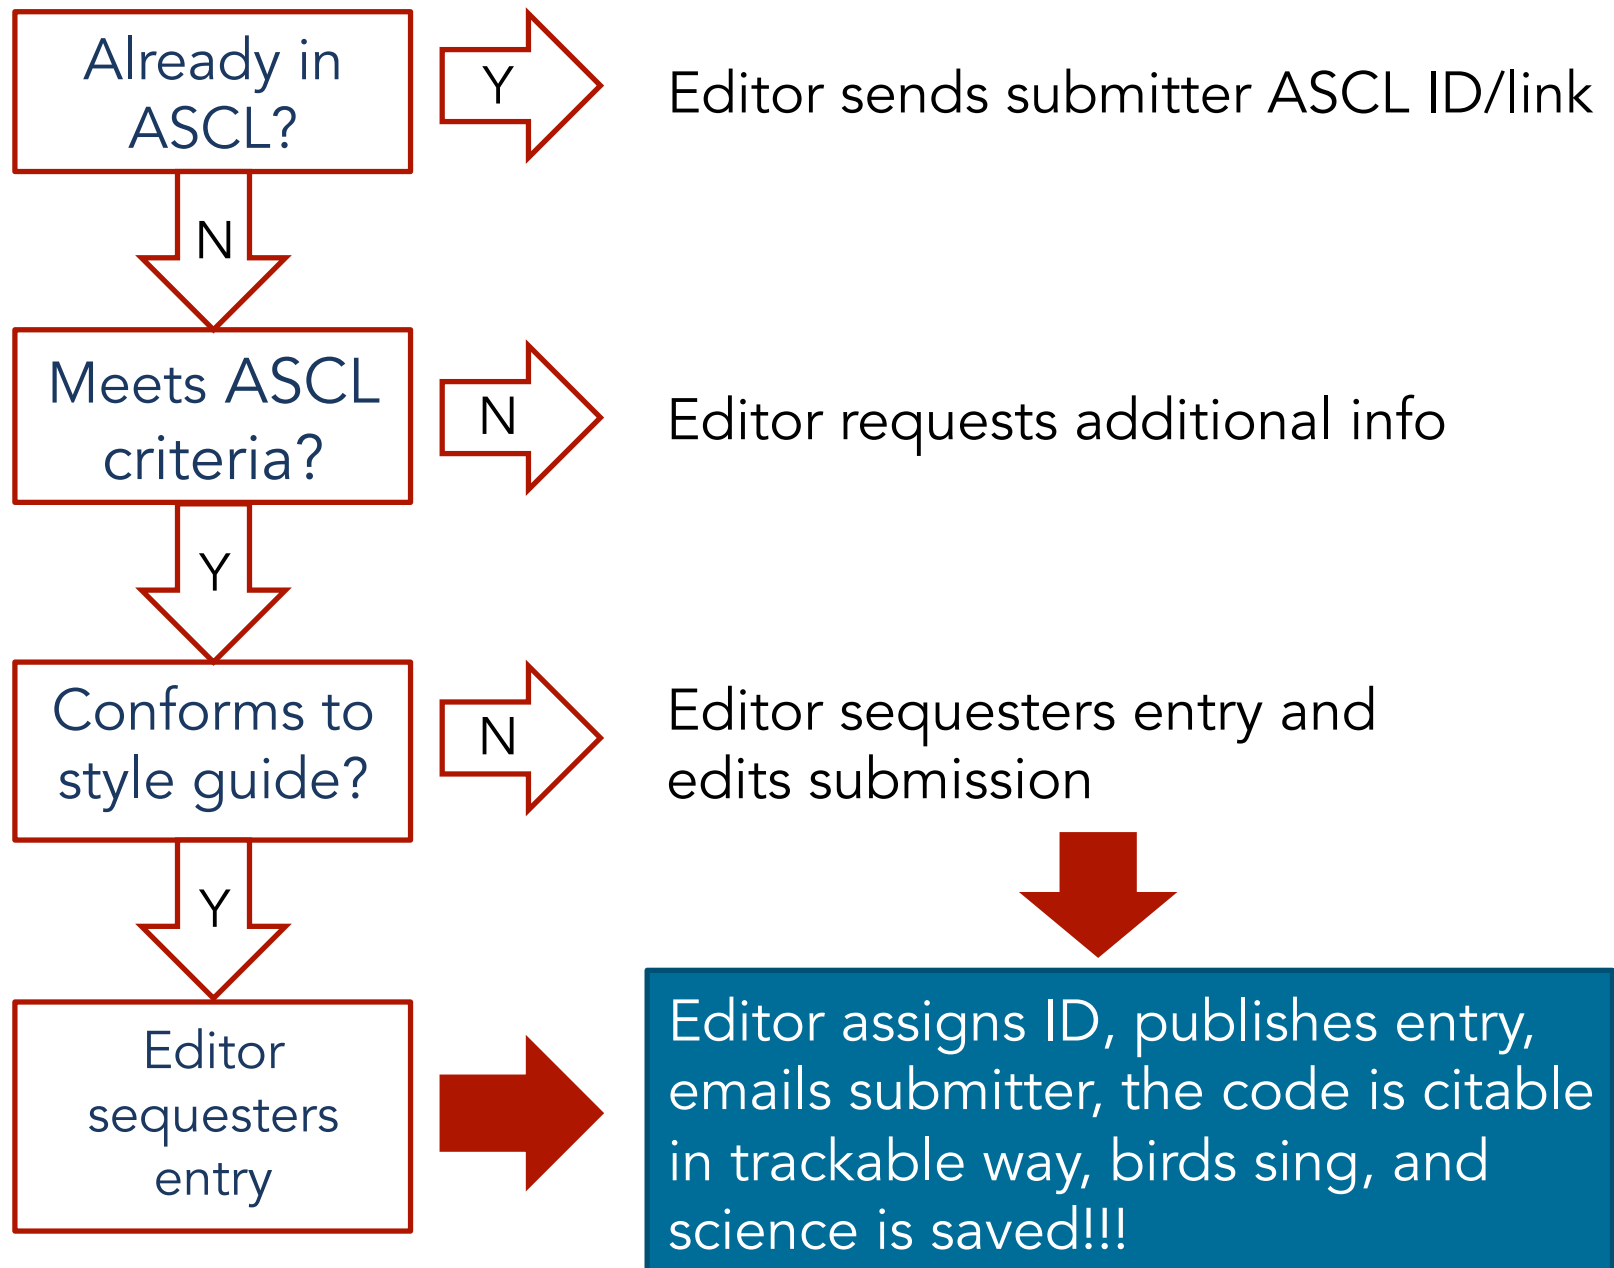 Already in
ASCL?
Y
Editor sends submitter ASCL ID/link
N
Meets ASCL
criteria?
N
Editor requests additional info
Y
Conforms to
style guide?
N
Editor sequesters entry and
edits submission
Y
Editor
sequesters
entry
Editor assigns ID, publishes entry,
emails submitter, the code is citable
in trackable way, birds sing, and
science is saved!!!